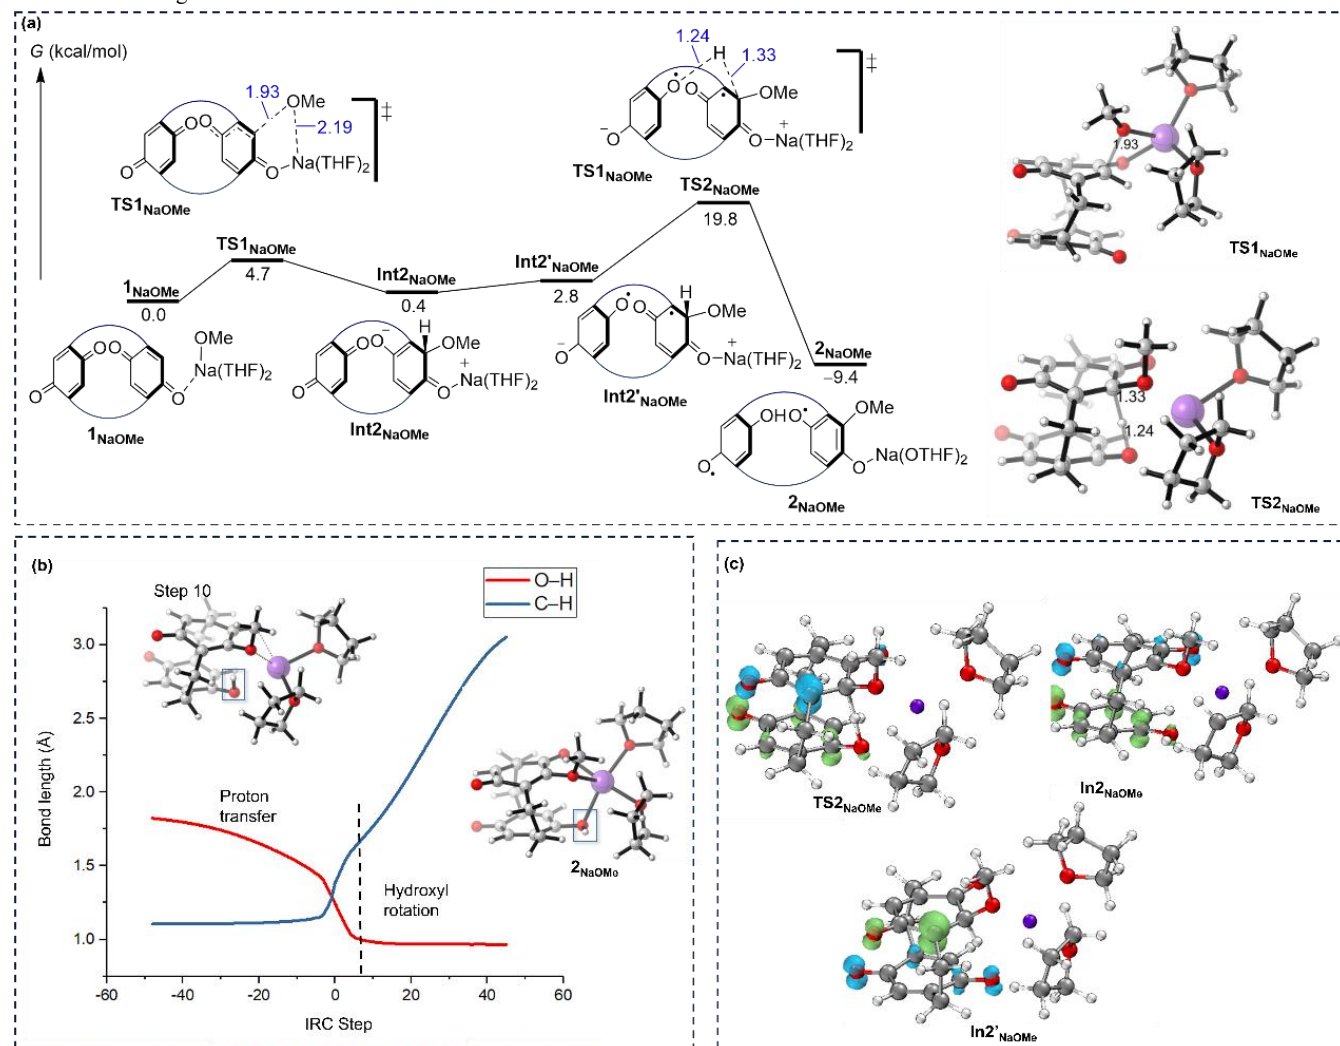 (a)
G (kcal/mol)
1.93
OMe
2.19
‡
O
O
O
O
Na(THF)2
TS1NaOMe
1.24
H
1.33
‡
O•
O
OMe
−
O
+
O
Na(THF)2
TS1NaOMe
TS2NaOMe
19.8
TS1NaOMe
4.7
1NaOMe
0.0
Int2NaOMe
0.4
Int2'NaOMe
2.8
2NaOMe
−9.4
OMe
O
O
Na(THF)2
O
O
1NaOMe
O−
H
O
OMe
+
O
O
Na(THF)2
Int2NaOMe
O•
H
O
OMe
−
O
+
O
Na(THF)2
Int2'NaOMe
OHO•
OMe
O•
O
Na(OTHF)2
2NaOMe
1.93
TS1NaOMe
1.33
1.24
TS2NaOMe
(b)
Step 10
O–H
C–H
3.0
2.5
2.0
1.5
1.0
Bond length (Å)
Proton
transfer
Hydroxyl
rotation
2NaOMe
-60
-40
-20
0
20
40
60
IRC Step
(c)
TS2NaOMe
In2NaOMe
In2'NaOMe